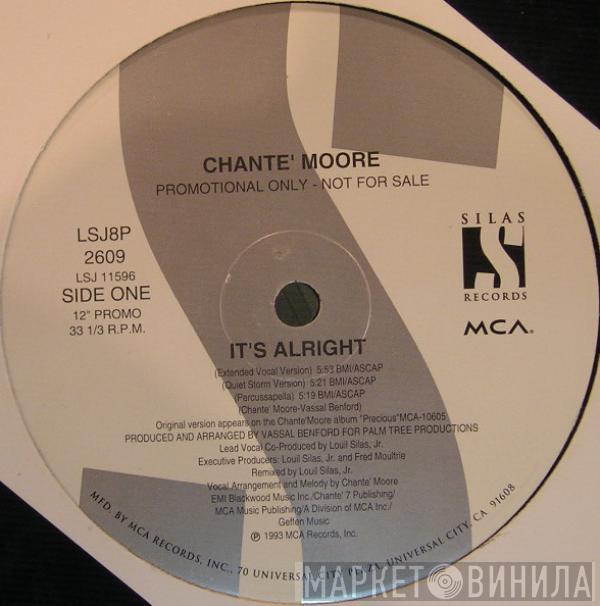 CHANTE' MOORE
PROMOTIONAL ONLY - NOT FOR SALE
LSJ8P
2609
LSJ 11596
SIDE ONE
12" PROMO
33 1/3 R.P.M.
SILAS
RECORDS
MCA®
IT'S ALRIGHT
(Extended Vocal Version) 5:53 BMI/ASCAP
(Quiet Storm Version) 5:21 BMI/ASCAP
(Percussapella) 5:19 BMI/ASCAP
(Chante' Moore-Vassal Benford)
Original version appears on the Chante'Moore album "Precious"MCA-10605
PRODUCED AND ARRANGED BY VASSAL BENFORD FOR PALM TREE PRODUCTIONS
Lead Vocal Co-Produced by Louil Silas, Jr.
Executive Producers: Louil Silas, Jr. and Fred Moultrie
Remixed by Louil Silas, Jr.
Vocal Arrangement and Melody by Chante' Moore
EMI Blackwood Music Inc./Chante' 7 Publishing/
MCA Music Publishing/A Division of MCA Inc./
Geffen Music
℗ 1993 MCA Records, Inc.
MFD. BY MCA RECORDS, INC., 70 UNIVERSAL CITY PLAZA, UNIVERSAL CITY, CA 91608
МАРКЕТ ВИНИЛА